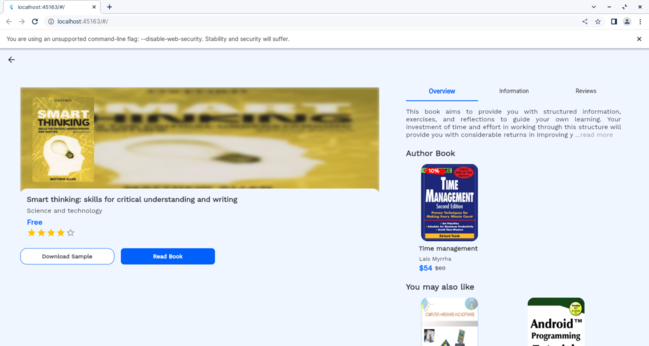 localhost:45163/#/
localhost:45163/#/
You are using an unsupported command-line flag: --disable-web-security. Stability and security will suffer.
Overview Information Reviews
This book aims to provide you with structured information,
exercises, and reflections to guide your own learning. Your
investment of time and effort in working through this structure will
provide you with considerable returns in improving y ...read more
SMART
THINKING
Smart thinking: skills for critical understanding and writing
Science and technology
Free
Download Sample Read Book
Author Book
10%
TIME
MANAGEMENT
Second Edition
Time management
Lais Myrrha
$54 $60
You may also like
Android™
Programming